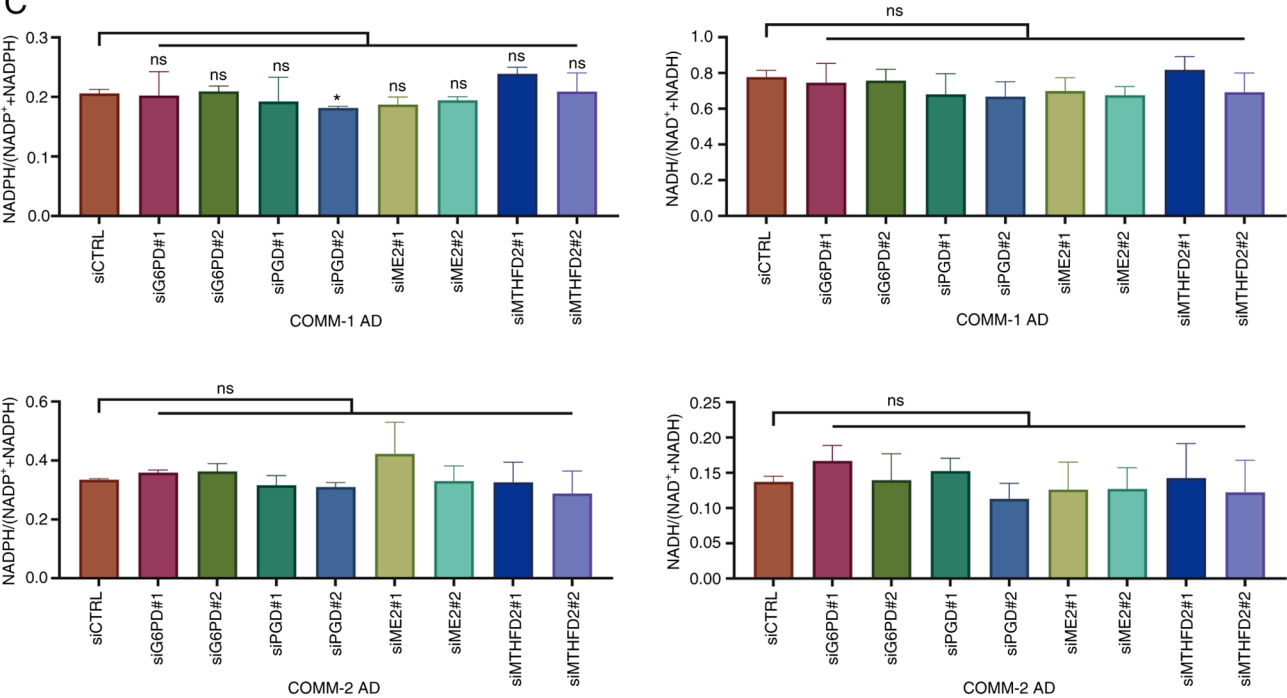 C
NADPH/(NADP⁺+NADPH)
0.3
0.2
0.1
0.0
ns
ns
ns
*
ns
ns
ns
ns
siCTRL
siG6PD#1
siG6PD#2
siPGD#1
siPGD#2
siME2#1
siME2#2
siMTHFD2#1
siMTHFD2#2
COMM-1 AD
NADH/(NAD⁺+NADH)
1.0
0.8
0.6
0.4
0.2
0.0
ns
siCTRL
siG6PD#1
siG6PD#2
siPGD#1
siPGD#2
siME2#1
siME2#2
siMTHFD2#1
siMTHFD2#2
COMM-1 AD
NADPH/(NADP⁺+NADPH)
0.6
0.4
0.2
0.0
ns
siCTRL
siG6PD#1
siG6PD#2
siPGD#1
siPGD#2
siME2#1
siME2#2
siMTHFD2#1
siMTHFD2#2
COMM-2 AD
NADH/(NAD⁺+NADH)
0.25
0.20
0.15
0.10
0.05
0.00
ns
siCTRL
siG6PD#1
siG6PD#2
siPGD#1
siPGD#2
siME2#1
siME2#2
siMTHFD2#1
siMTHFD2#2
COMM-2 AD